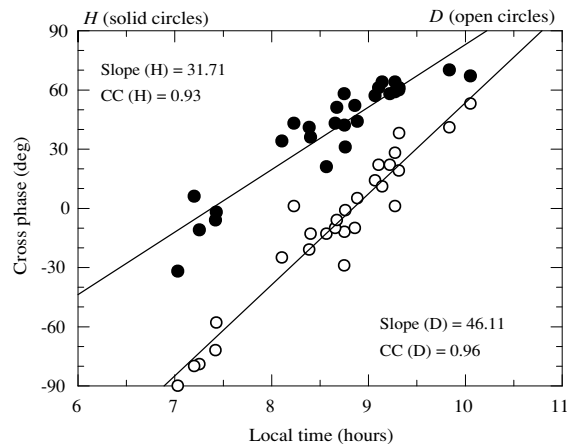 H (solid circles) D (open circles)
90
Slope (H) = 31.71
60
CC (H) = 0.93
30
Cross phase (deg)
0
-30
Slope (D) = 46.11
-60
CC (D) = 0.96
-90
6 7 8 9 10 11
Local time (hours)